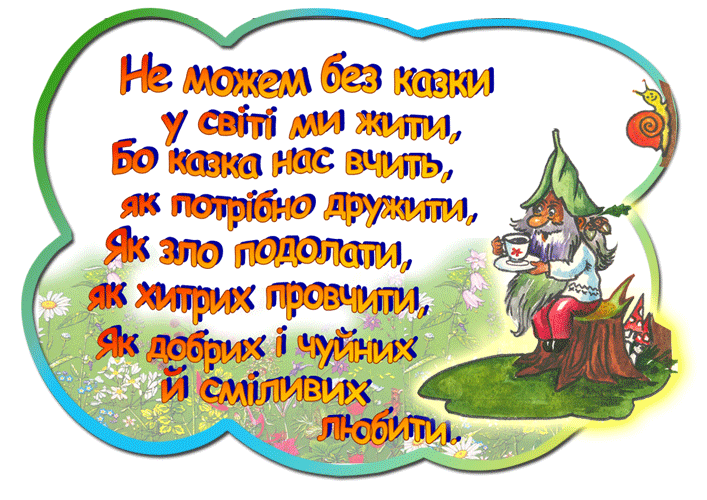 Не можем без казки
у світі ми жити,
Бо казка нас вчить,
як потрібно дружити,
Як зло подолати,
як хитрих провчити,
Як добрих і чуйних
й сміливих
любити.